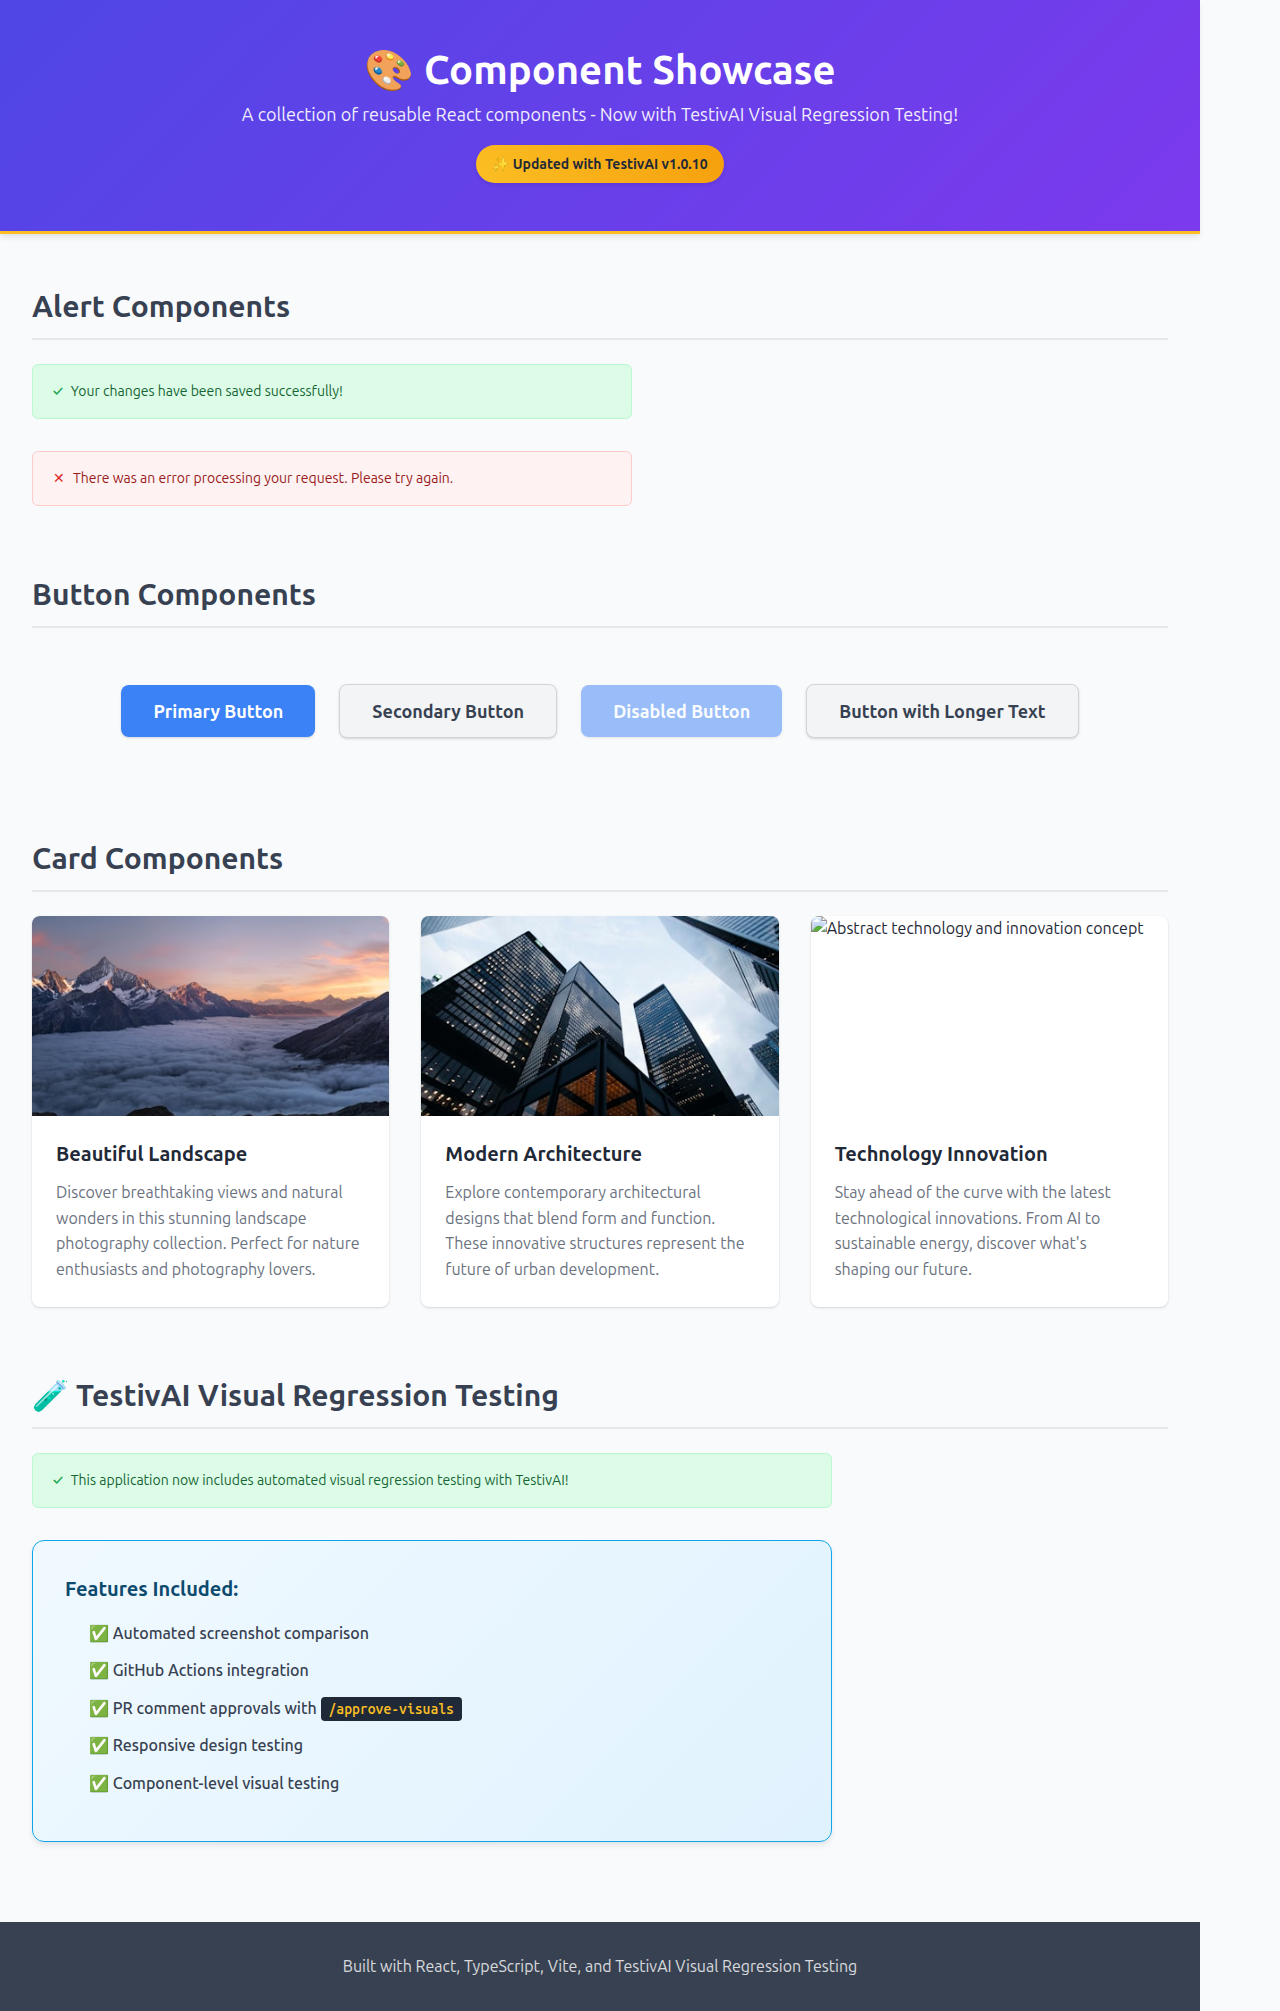 🎨 Component Showcase
A collection of reusable React components - Now with TestivAI Visual Regression Testing!
✨ Updated with TestivAI v1.0.10
Alert Components
✓ Your changes have been saved successfully!
✕ There was an error processing your request. Please try again.
Button Components
Primary Button
Secondary Button
Disabled Button
Button with Longer Text
Card Components
Abstract technology and innovation concept
Beautiful Landscape
Discover breathtaking views and natural
wonders in this stunning landscape
photography collection. Perfect for nature
enthusiasts and photography lovers.
Modern Architecture
Explore contemporary architectural
designs that blend form and function.
These innovative structures represent the
future of urban development.
Technology Innovation
Stay ahead of the curve with the latest
technological innovations. From AI to
sustainable energy, discover what's
shaping our future.
🧪 TestivAI Visual Regression Testing
✓ This application now includes automated visual regression testing with TestivAI!
Features Included:
✅ Automated screenshot comparison
✅ GitHub Actions integration
✅ PR comment approvals with /approve-visuals
✅ Responsive design testing
✅ Component-level visual testing
Built with React, TypeScript, Vite, and TestivAI Visual Regression Testing